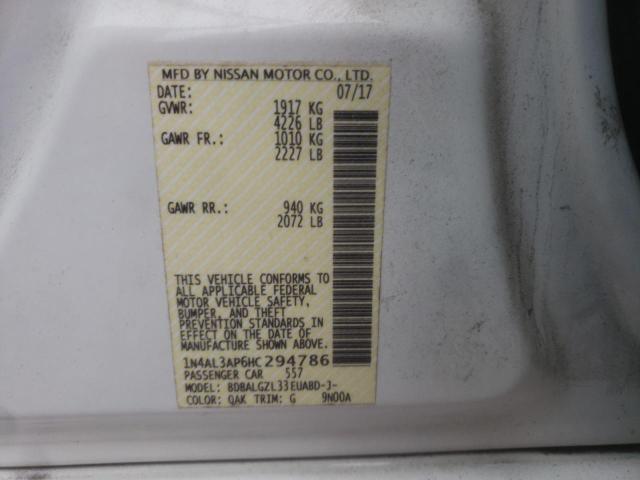 MFD BY NISSAN MOTOR CO., LTD.
DATE: 07/17
GVWR: 1917 KG
4226 LB
GAWR FR.: 1010 KG
2227 LB
GAWR RR.: 940 KG
2072 LB
THIS VEHICLE CONFORMS TO
ALL APPLICABLE FEDERAL
MOTOR VEHICLE SAFETY,
BUMPER, AND THEFT
PREVENTION STANDARDS IN
EFFECT ON THE DATE OF
MANUFACTURE SHOWN ABOVE.
1N4AL3AP6HC294786
PASSENGER CAR 557
MODEL: BDBALGZL33EUABD-J-
COLOR: QAK TRIM: G 9N00A